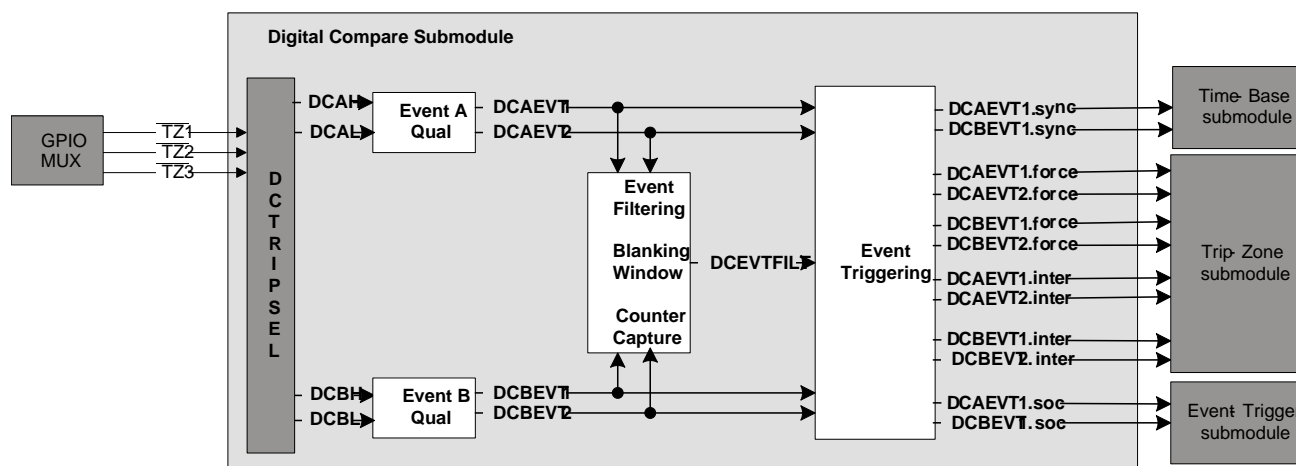 Digital Compare Submodule
GPIO
MUX
TZ1
TZ2
TZ3
D
C
T
R
I
P
S
E
L
DCAH
DCAL
Event A
Qual
DCAEVT1
DCAEVT2
Event
Filtering
Blanking
Window
Counter
Capture
DCEVTFILT
DCBH
DCBL
Event B
Qual
DCBEVT1
DCBEVT2
Event
Triggering
DCAEVT1.sync
DCBEVT1.sync
DCAEVT1.force
DCAEVT2.force
DCBEVT1.force
DCBEVT2.force
DCAEVT1.inter
DCAEVT2.inter
DCBEVT1.inter
DCBEVT2.inter
DCAEVT1.soc
DCBEVT1.soc
Time-Base
submodule
Trip-Zone
submodule
Event-Trigger
submodule